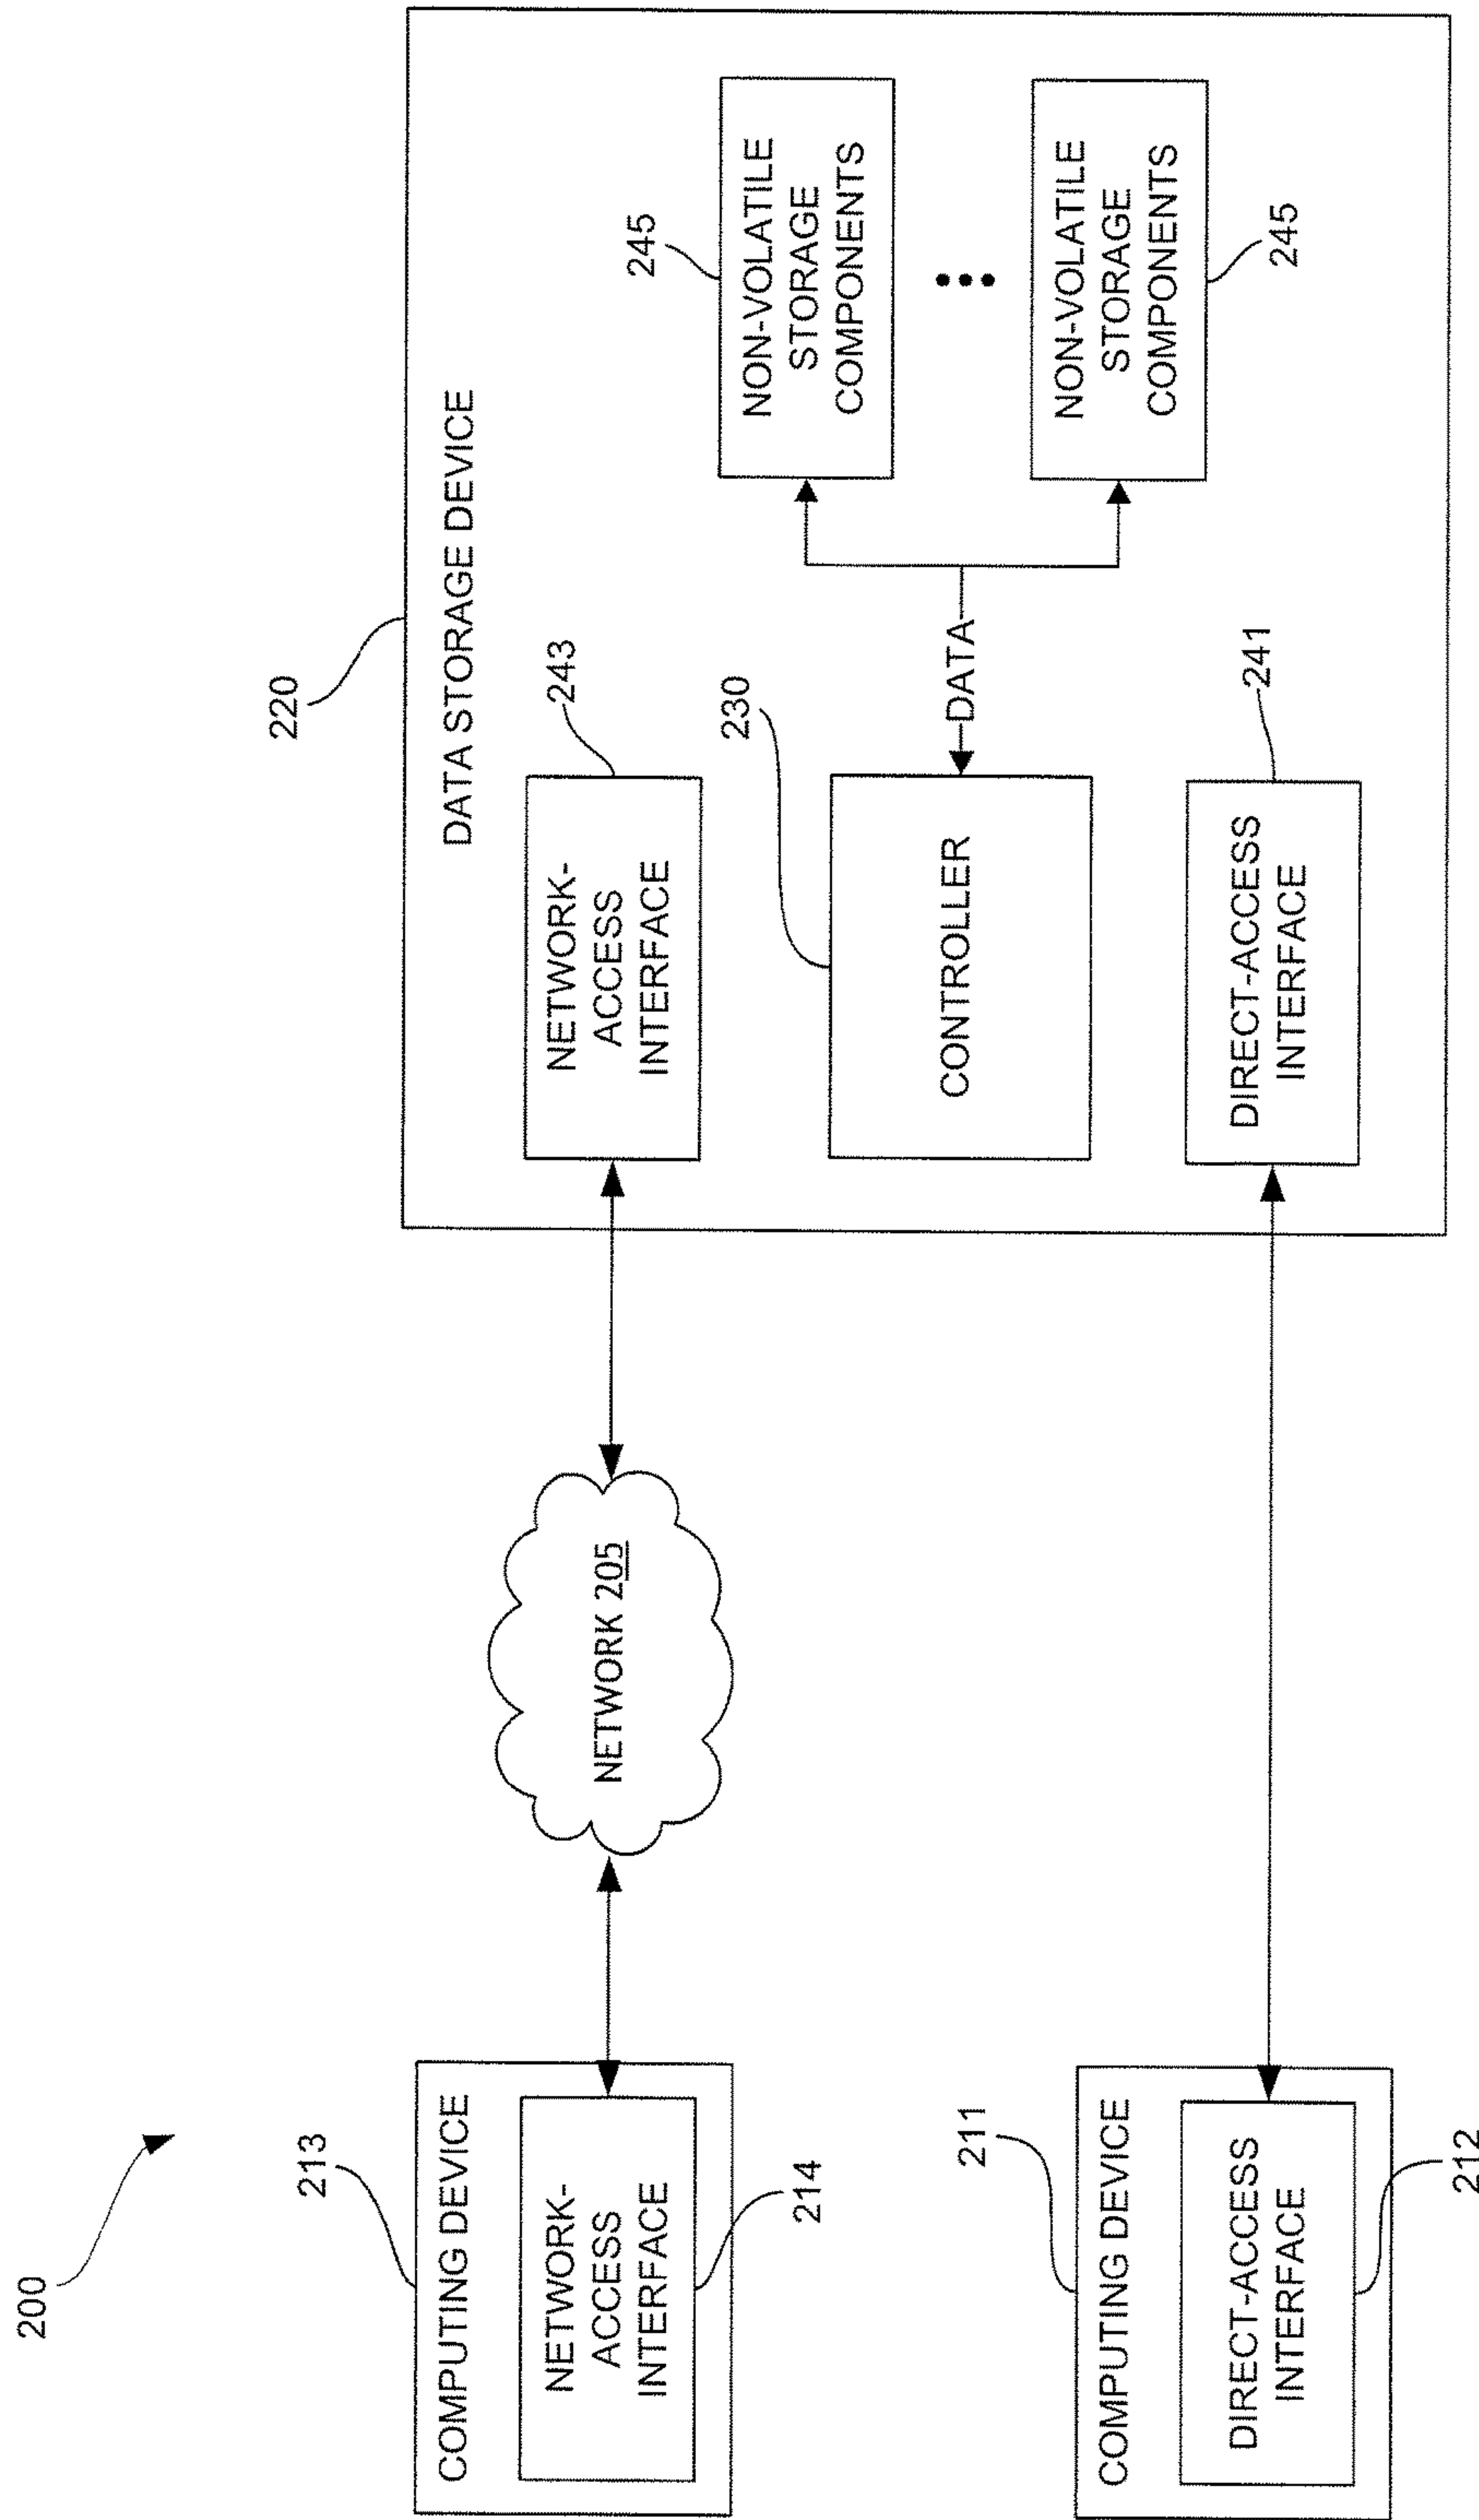 200
220
DATA STORAGE DEVICE
213
COMPUTING DEVICE
NETWORK-
ACCESS
INTERFACE
214
NETWORK 205
243
NETWORK-
ACCESS
INTERFACE
230
CONTROLLER
DATA
245
NON-VOLATILE
STORAGE
COMPONENTS
NON-VOLATILE
STORAGE
COMPONENTS
245
211
COMPUTING DEVICE
DIRECT-ACCESS
INTERFACE
212
241
DIRECT-ACCESS
INTERFACE